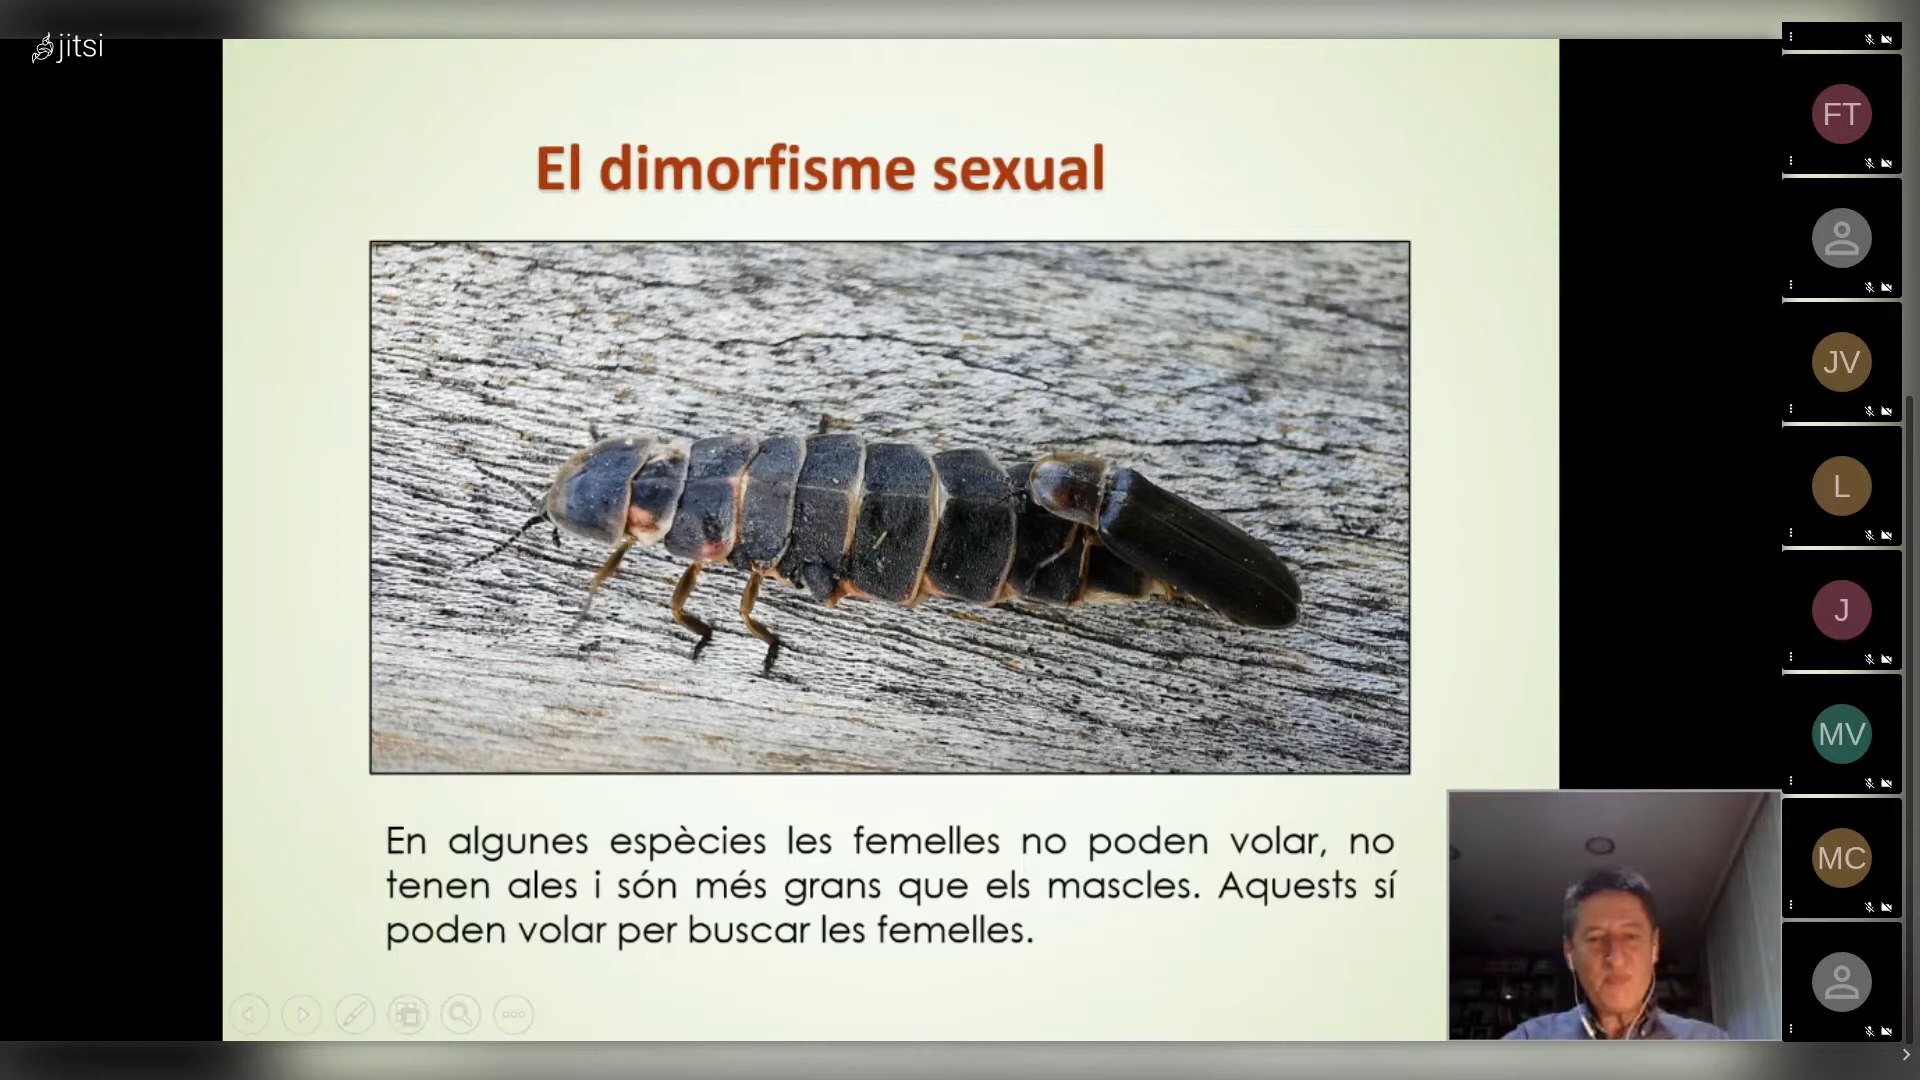 jitsi
El dimorfisme sexual
En algunes espècies les femelles no poden volar, no
tenen ales i són més grans que els mascles. Aquests sí
poden volar per buscar les femelles.
FT
JV
L
J
MV
MC